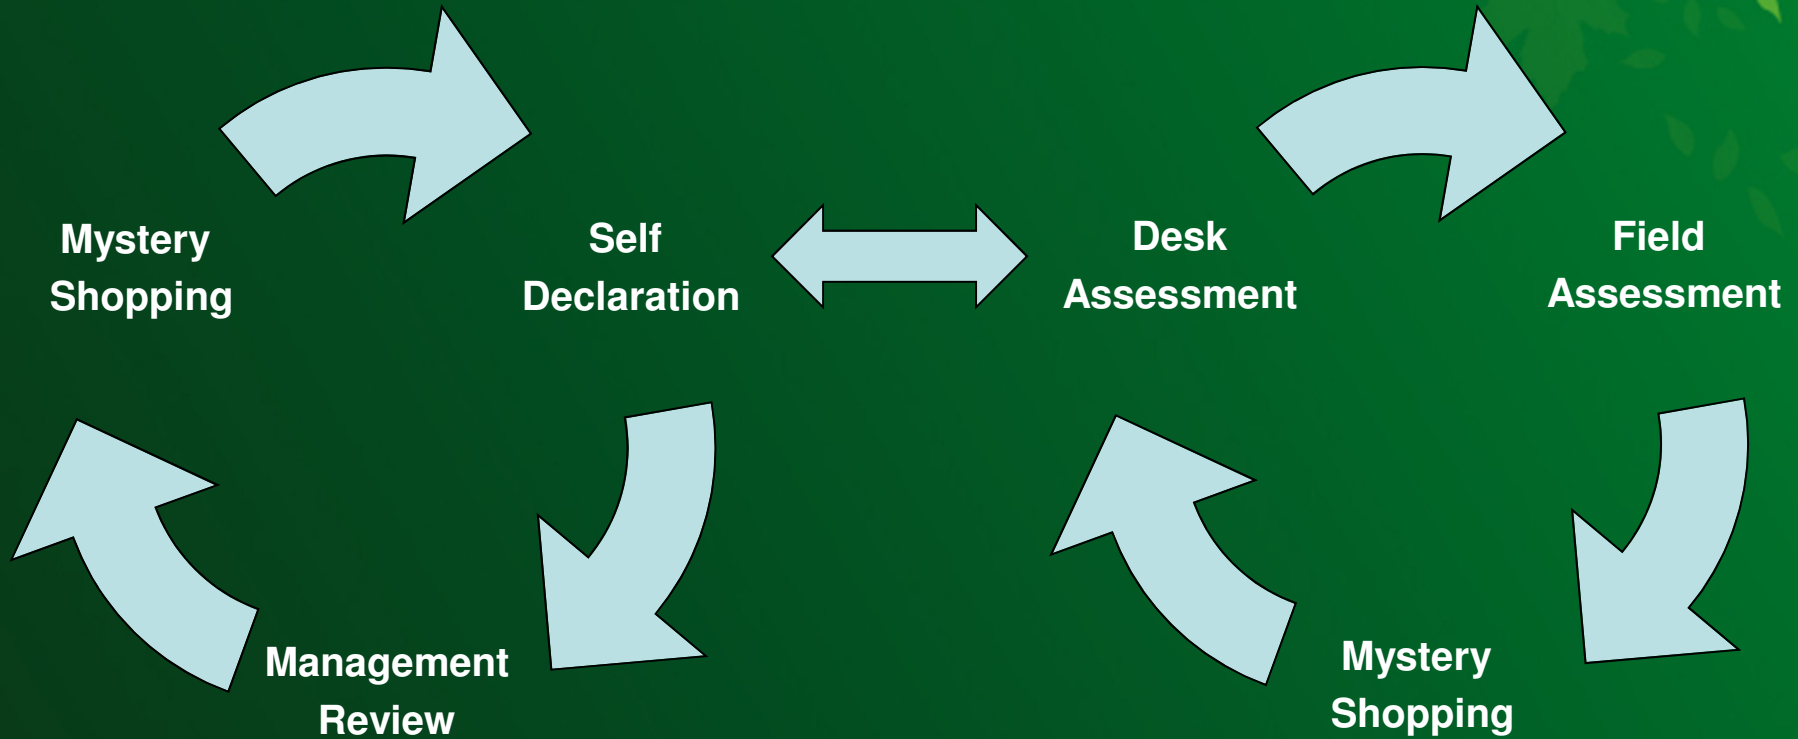 Mystery
Shopping
Self
Declaration
Desk
Assessment
Field
Assessment
Management
Review
Mystery
Shopping